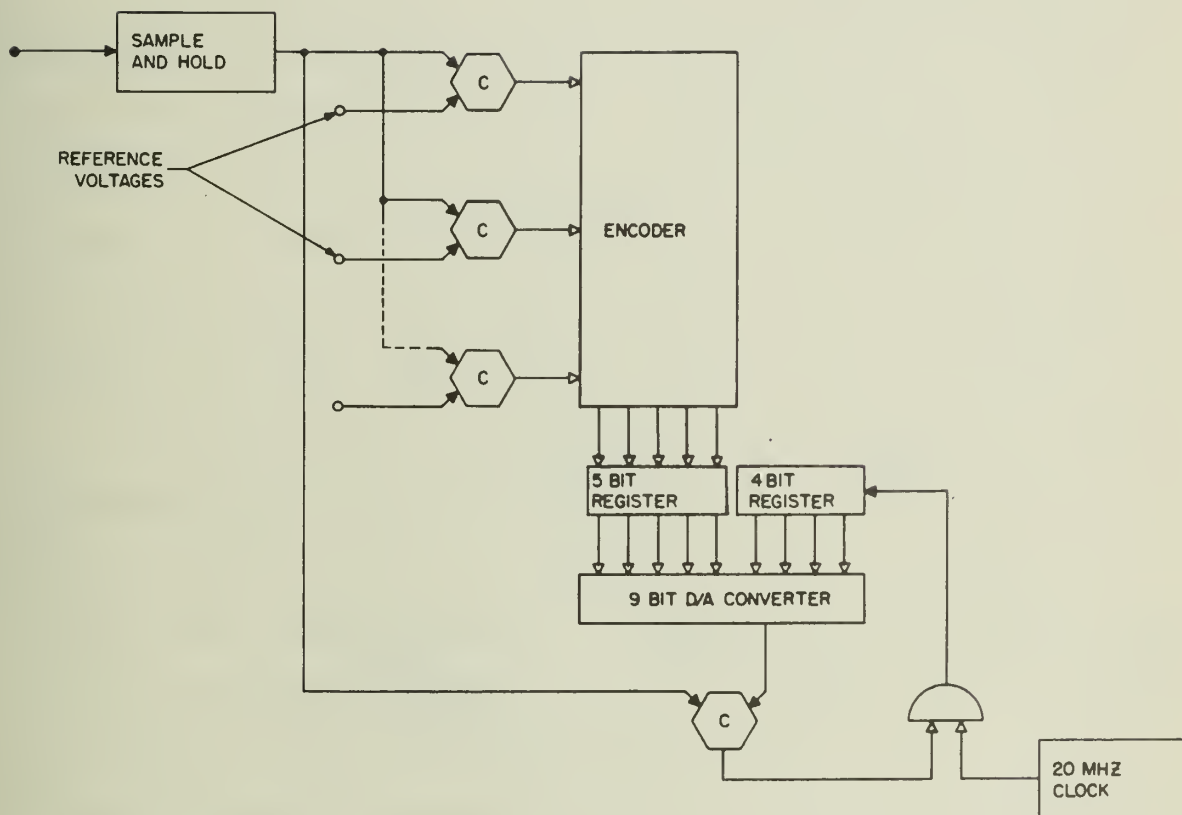 SAMPLE
AND HOLD
C
REFERENCE
VOLTAGES
C
ENCODER
C
5 BIT
REGISTER
4 BIT
REGISTER
9 BIT D/A CONVERTER
C
20 MHZ
CLOCK